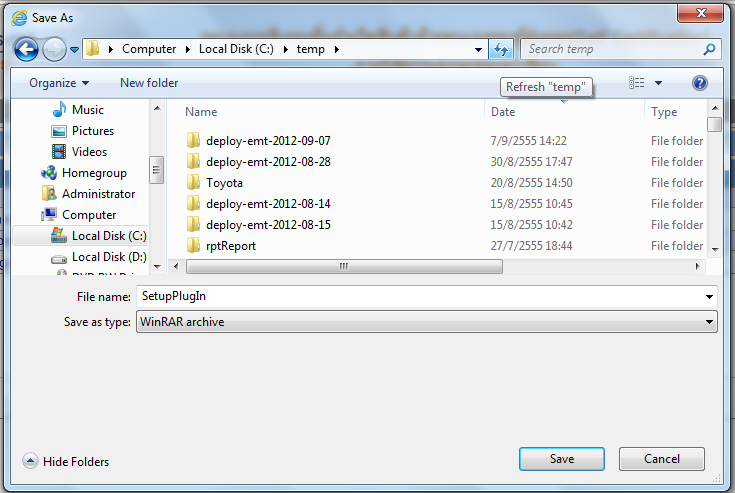 Save As
Computer Local Disk (C:) temp
Search temp
Organize New folder
Refresh "temp"
Name Date Type
Music
Pictures
Videos
Homegroup
Administrator
Computer
Local Disk (C:)
Local Disk (D:)
deploy-emt-2012-09-07 7/9/2555 14:22 File folder
deploy-emt-2012-08-28 30/8/2555 17:47 File folder
Toyota 20/8/2555 14:50 File folder
deploy-emt-2012-08-14 15/8/2555 10:45 File folder
deploy-emt-2012-08-15 15/8/2555 10:42 File folder
rptReport 27/7/2555 18:44 File folder
File name: SetupPlugIn
Save as type: WinRAR archive
Hide Folders
Save Cancel